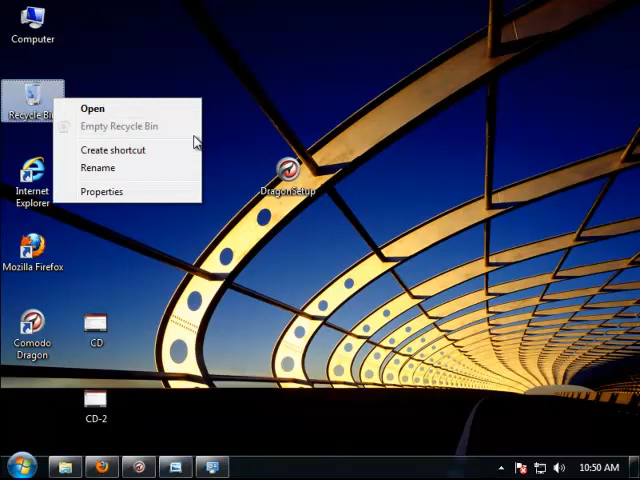 Computer
Recycle Bin
Open
Empty Recycle Bin
Create shortcut
Rename
Properties
DragonSetup
Internet
Explorer
Mozilla Firefox
Comodo
Dragon
CD
CD-2
10:50 AM